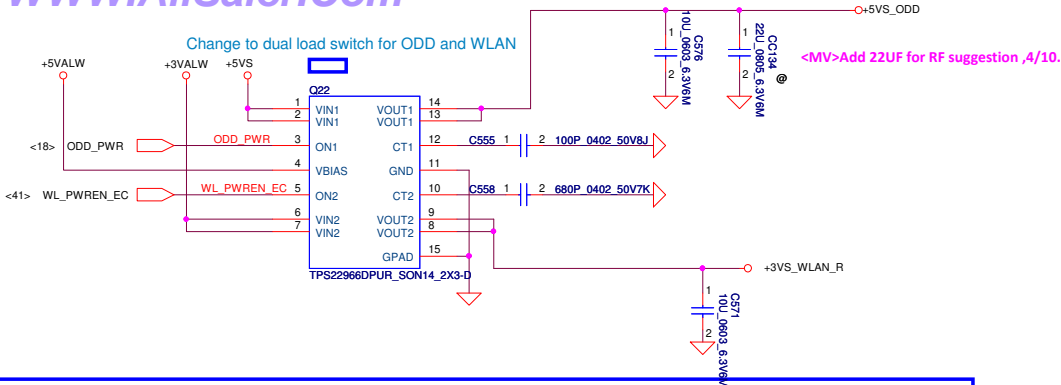 +5VS_ODD
Change to dual load switch for ODD and WLAN
<MV>Add 22UF for RF suggestion ,4/10.
1
2
C576
10U_0603_6.3V6M
1
2
CC134
22U_0805_6.3V6M
@
+5VALW
+3VALW
+5VS
Q22
1 VIN1 VOUT1 14
2 VIN1 VOUT1 13
<18> ODD_PWR ODD_PWR 3 ON1 CT1 12 C555 1 2 100P_0402_50V8J
4 VBIAS GND 11
<41> WL_PWREN_EC WL_PWREN_EC 5 ON2 CT2 10 C558 1 2 680P_0402_50V7K
6 VIN2 VOUT2 9
7 VIN2 VOUT2 8
GPAD 15
TPS22966DPUR_SON14_2X3-D
+3VS_WLAN_R
1
2
C571